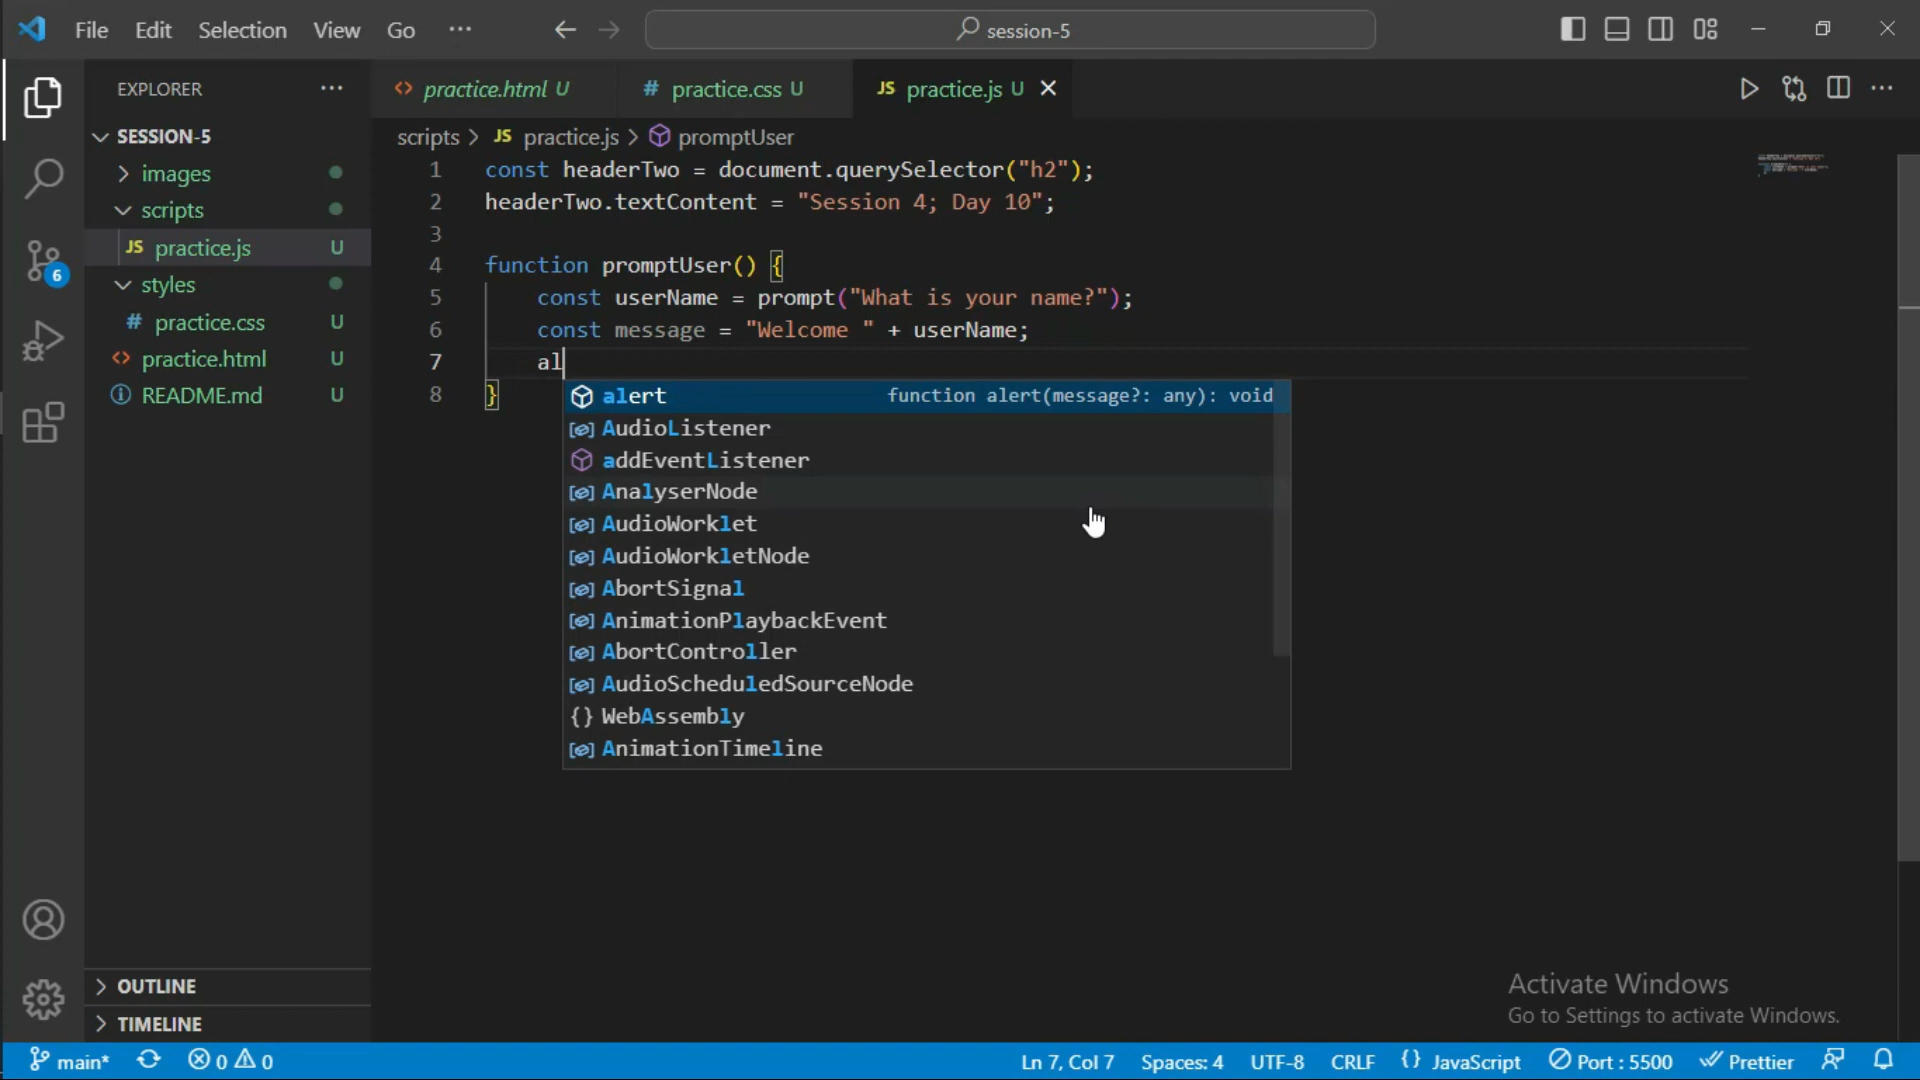 File Edit Selection View Go ··· session-5
EXPLORER ···
SESSION-5
images
scripts
JS practice.js U
styles
# practice.css U
<> practice.html U
README.md U
OUTLINE
TIMELINE
<> practice.html U # practice.css U JS practice.js U
scripts > JS practice.js > promptUser
1 const headerTwo = document.querySelector("h2");
2 headerTwo.textContent = "Session 4; Day 10";
3
4 function promptUser() {
5 const userName = prompt("What is your name?");
6 const message = "Welcome " + userName;
7 al
8 }
alert function alert(message?: any): void
AudioListener
addEventListener
AnalyserNode
AudioWorklet
AudioWorkletNode
AbortSignal
AnimationPlaybackEvent
AbortController
AudioScheduledSourceNode
{} WebAssembly
AnimationTimeline
Activate Windows
Go to Settings to activate Windows.
6
main* 0 0 Ln 7, Col 7 Spaces: 4 UTF-8 CRLF {} JavaScript Port : 5500 Prettier